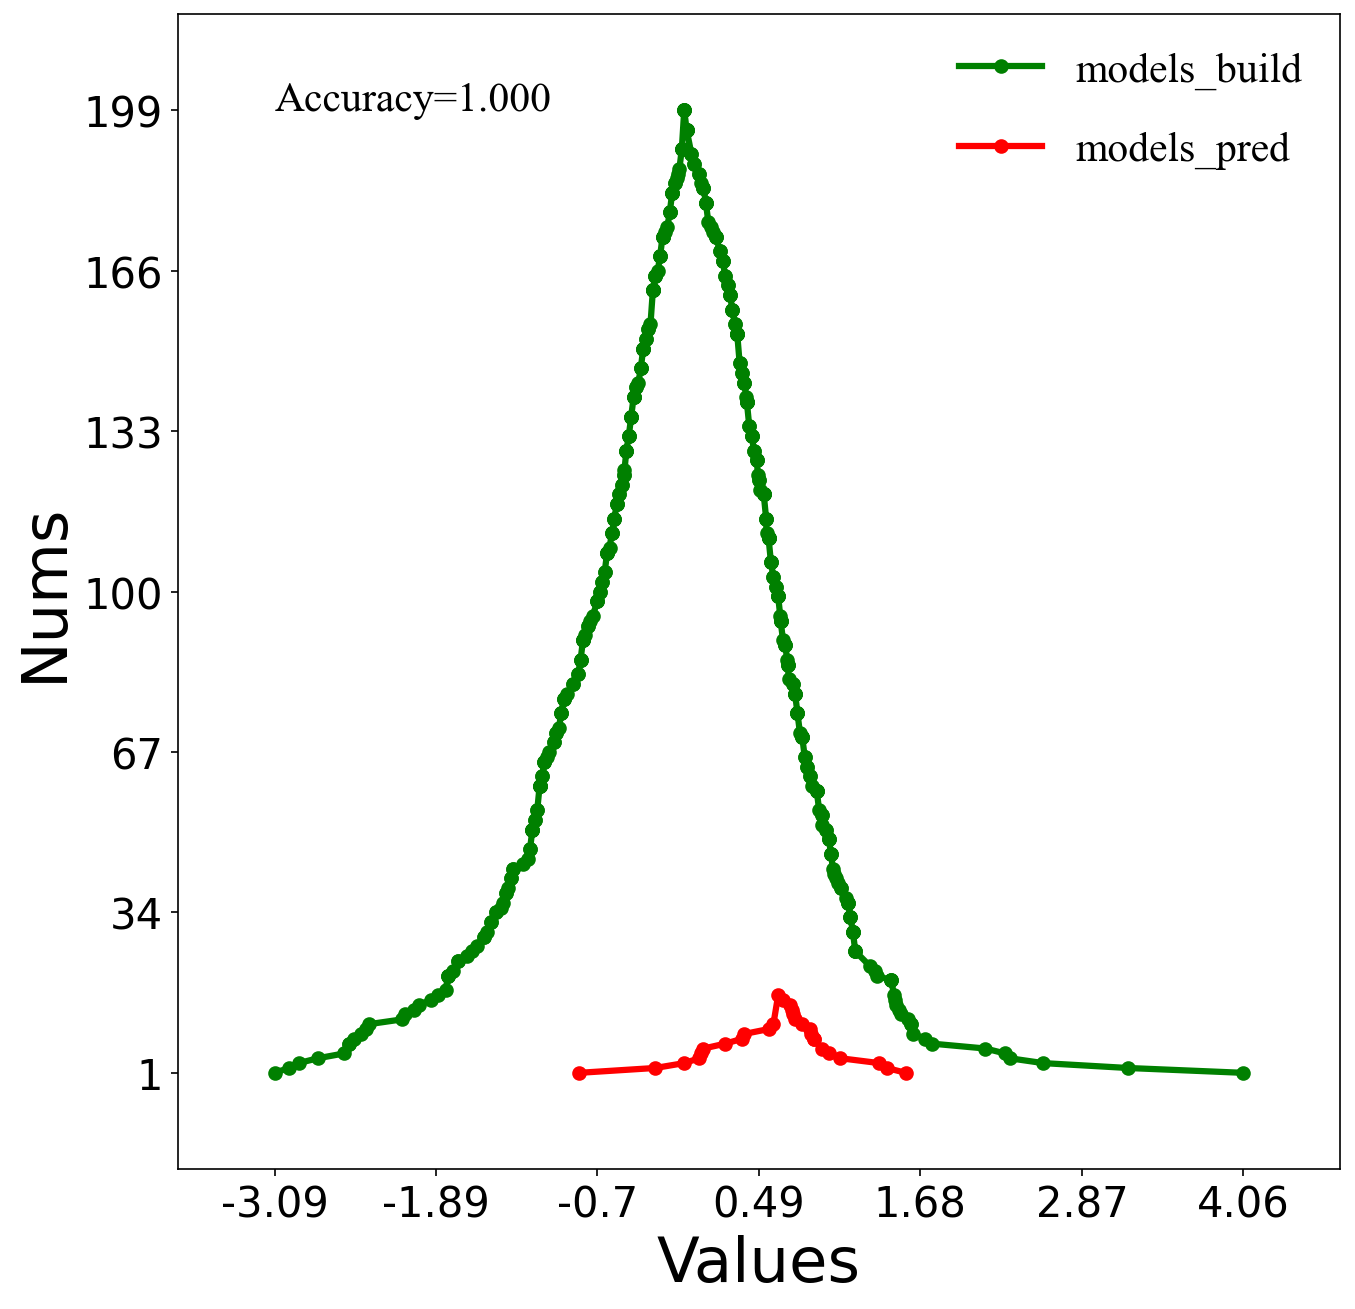 Accuracy=1.000
models_build
models_pred
199
166
133
100
67
34
1
Nums
-3.09 -1.89 -0.7 0.49 1.68 2.87 4.06
Values